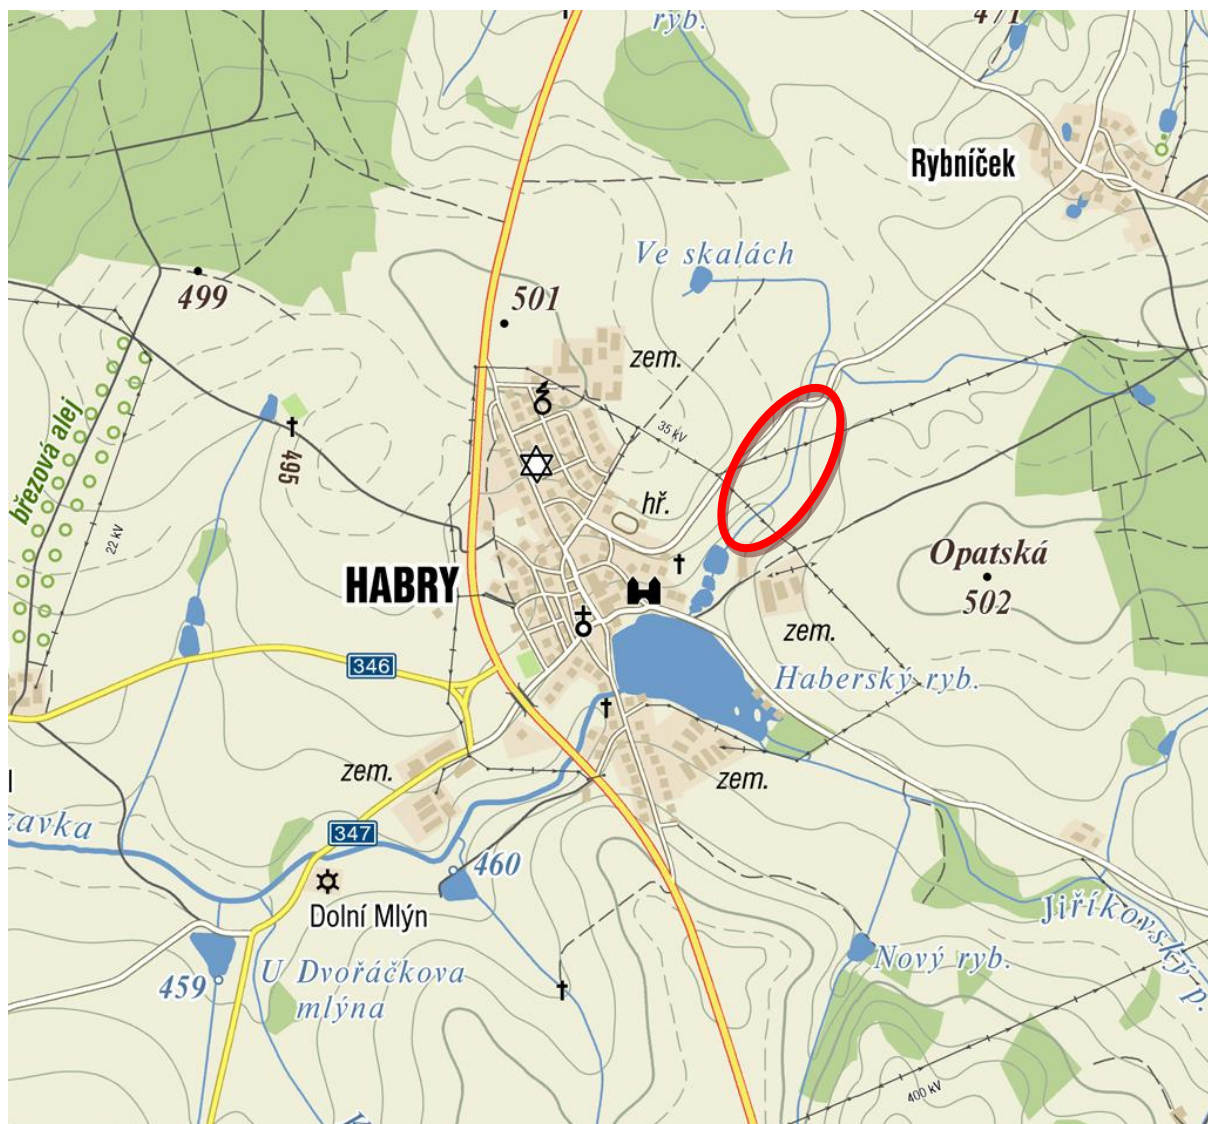 ryb.
471
Rybníček
Ve skalách
499
501
zem.
35 kV
březová alej
495
hř.
22 kV
Opatská
502
HABRY
zem.
346
Haberský ryb.
zem.
zem.
zavka
347
460
Dolní Mlýn
Jiříkovský p.
459
U Dvořáčkova
mlýna
Nový ryb.
400 kV